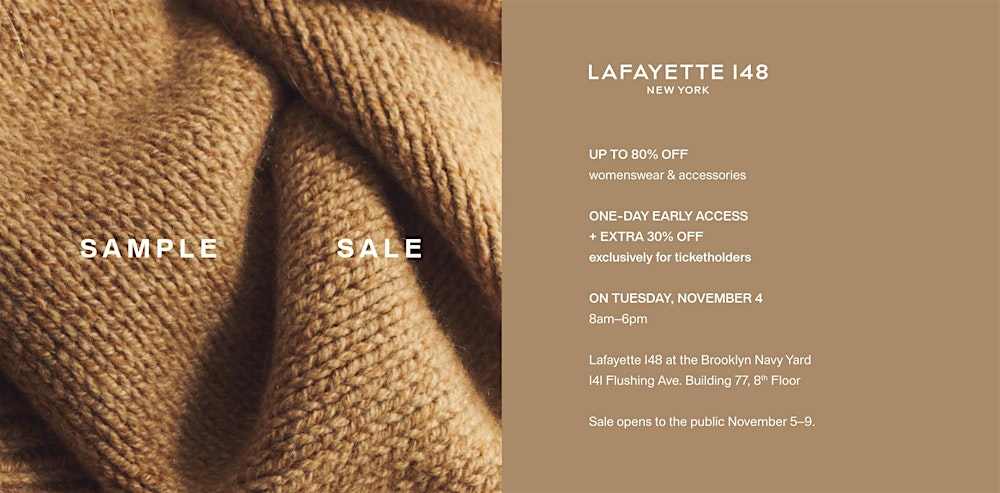 SAMPLE SALE
LAFAYETTE 148
NEW YORK
UP TO 80% OFF
womenswear & accessories
ONE-DAY EARLY ACCESS
+ EXTRA 30% OFF
exclusively for ticketholders
ON TUESDAY, NOVEMBER 4
8am–6pm
Lafayette 148 at the Brooklyn Navy Yard
141 Flushing Ave. Building 77, 8th Floor
Sale opens to the public November 5–9.